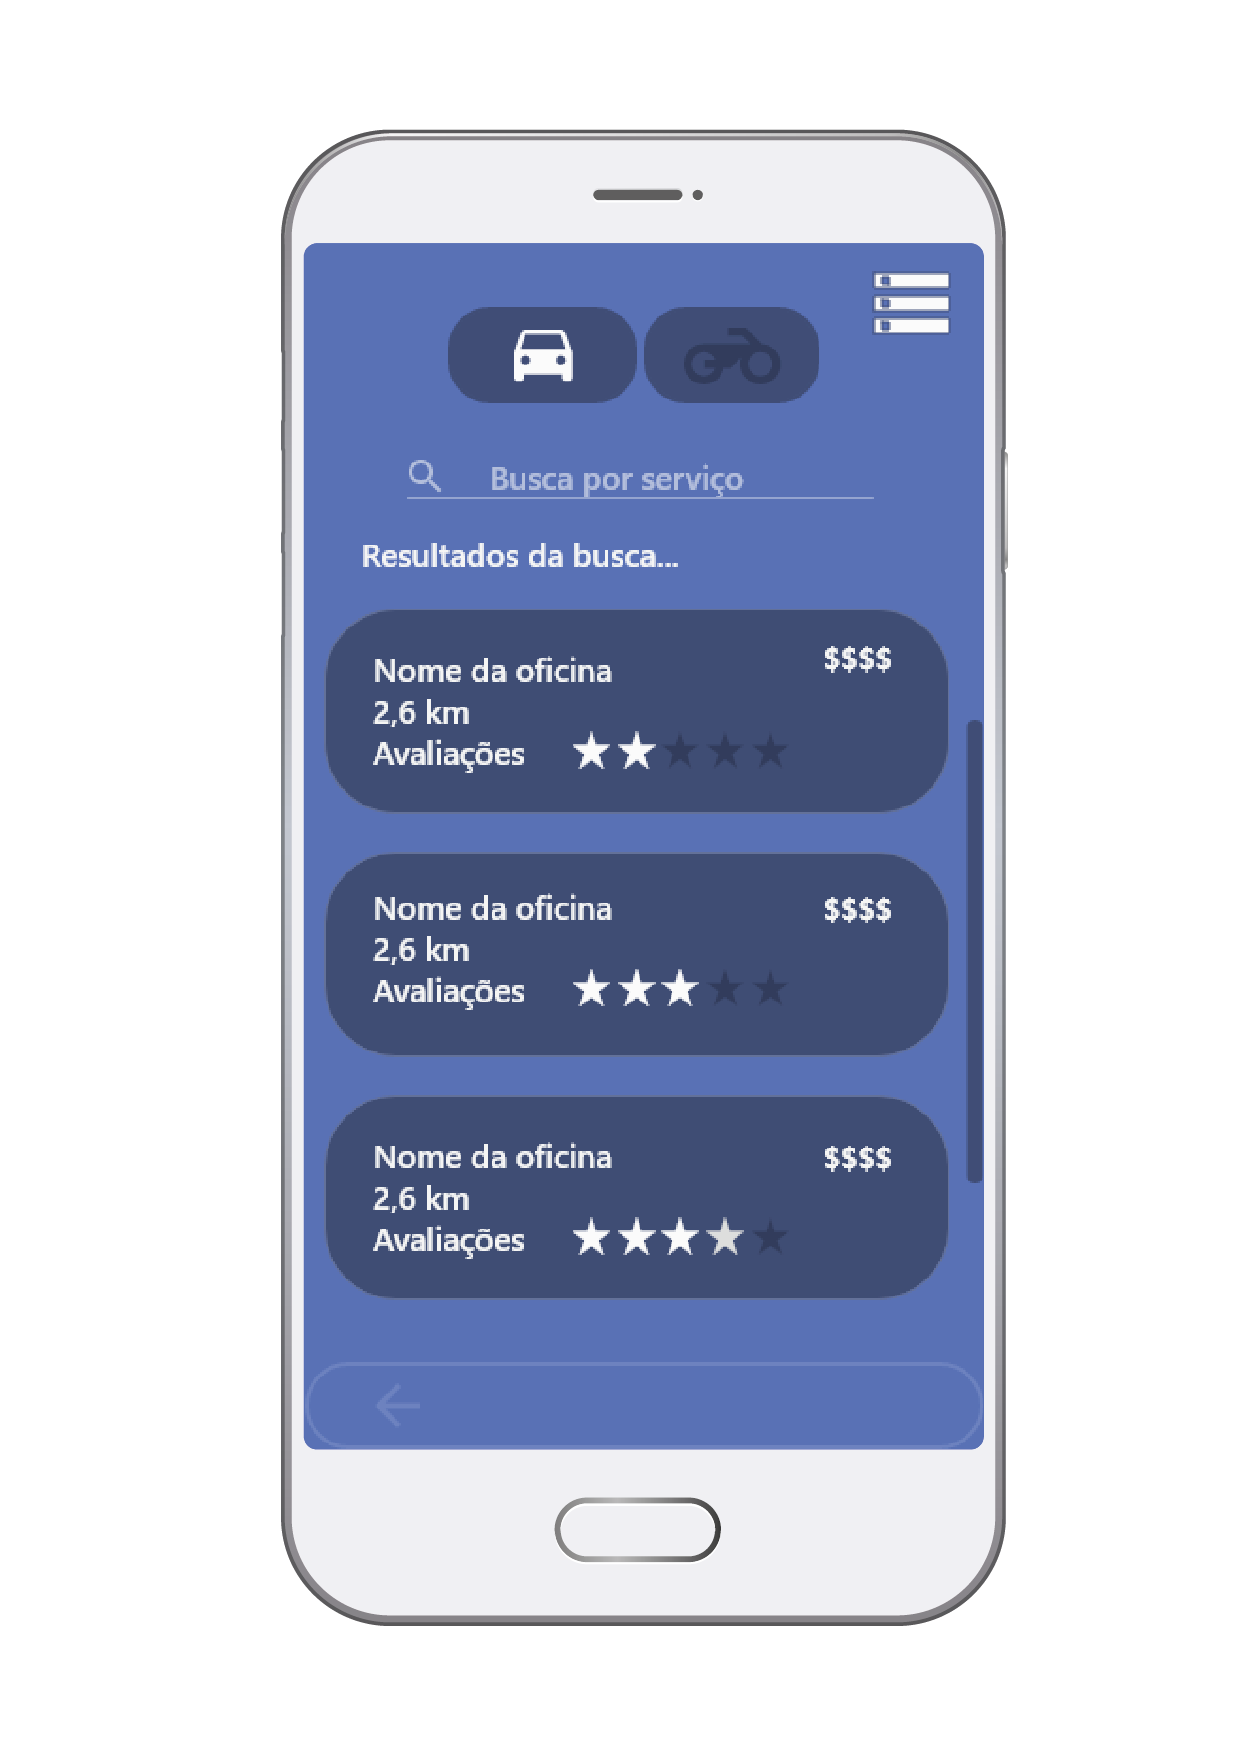 Busca por serviço
Resultados da busca...
Nome da oficina
$$$$
2,6 km
Avaliações
Nome da oficina
$$$$
2,6 km
Avaliações
Nome da oficina
$$$$
2,6 km
Avaliações